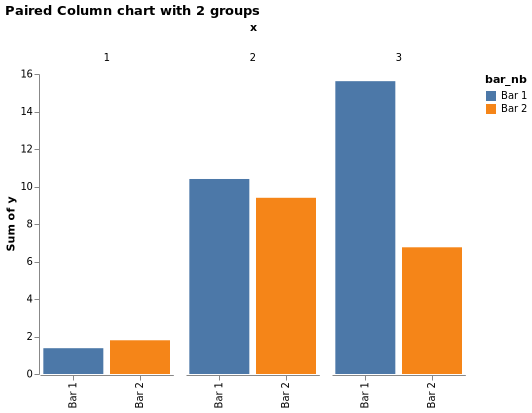 Paired Column chart with 2 groups
x
1 2 3
bar_nb
Bar 1
Bar 2
Sum of y
16
14
12
10
8
6
4
2
0
Bar 1 Bar 2 Bar 1 Bar 2 Bar 1 Bar 2